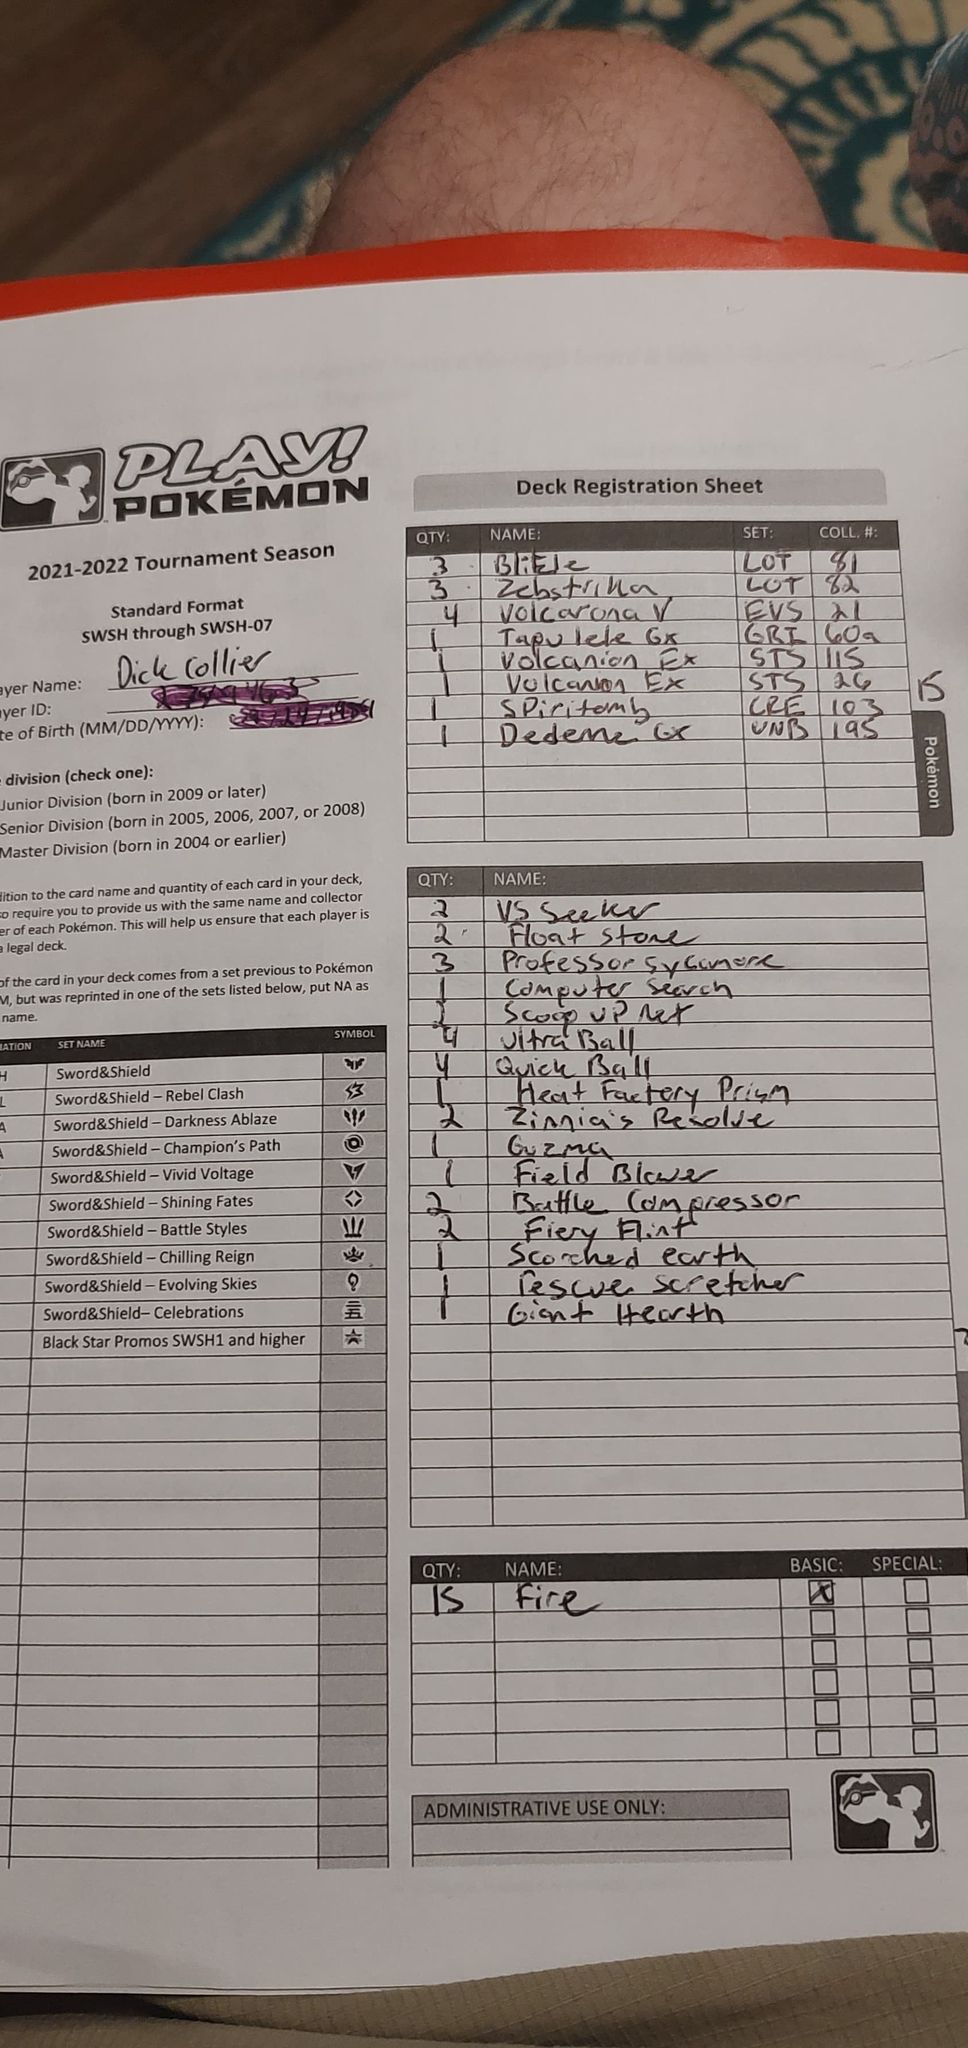 PLAY!
POKÉMON
2021-2022 Tournament Season
Standard Format
SWSH through SWSH-07
ayer Name: Dick Collier
ayer ID:
te of Birth (MM/DD/YYYY):
division (check one):
Junior Division (born in 2009 or later)
Senior Division (born in 2005, 2006, 2007, or 2008)
Master Division (born in 2004 or earlier)
dition to the card name and quantity of each card in your deck,
o require you to provide us with the same name and collector
er of each Pokémon. This will help us ensure that each player is
legal deck.
of the card in your deck comes from a set previous to Pokémon
M, but was reprinted in one of the sets listed below, put NA as
name.
IATION SET NAME SYMBOL
H Sword&Shield
L Sword&Shield – Rebel Clash
A Sword&Shield – Darkness Ablaze
A Sword&Shield – Champion's Path
Sword&Shield – Vivid Voltage
Sword&Shield – Shining Fates
Sword&Shield – Battle Styles
Sword&Shield – Chilling Reign
Sword&Shield – Evolving Skies
Sword&Shield– Celebrations
Black Star Promos SWSH1 and higher
Deck Registration Sheet
QTY: NAME: SET: COLL. #:
3 Blitzle LOT 81
3 Zebstrika LOT 82
4 Volcarona V EVS 21
1 Tapu lele Gx GRI 60a
1 Volcanion Ex STS 115
1 Volcanion Ex STS 26
1 SPiritomb CRE 103
1 Dedenne Gx UNB 195
15
Pokémon
QTY: NAME:
2 VS Seeker
2 Float Stone
3 Professor Sycamore
1 Computer Search
Scoop UP Net
4 Ultra Ball
4 Quick Ball
1 Heat Factory Prism
2 Zinnia's Resolve
1 Guzma
1 Field Blower
2 Battle Compressor
2 Fiery Flint
1 Scorched earth
1 rescue stretcher
1 Giant Hearth
QTY: NAME: BASIC: SPECIAL:
15 Fire X
ADMINISTRATIVE USE ONLY: